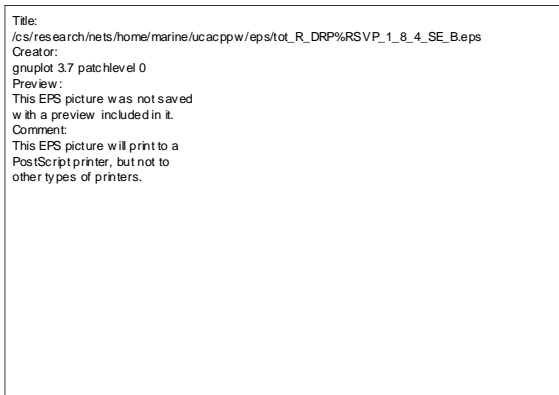 Title:
/cs/research/nets/home/marine/ucacppw/eps/tot_R_DRP%RSVP_1_8_4_SE_B.eps
Creator:
gnuplot 3.7 patchlevel 0
Preview:
This EPS picture was not saved
with a preview included in it.
Comment:
This EPS picture will print to a
PostScript printer, but not to
other types of printers.